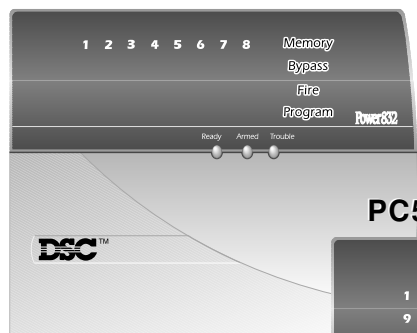 1 2 3 4 5 6 7 8 Memory
Bypass
Fire
Program
Power832
Ready Armed Trouble
PC5
DSC™
1
9